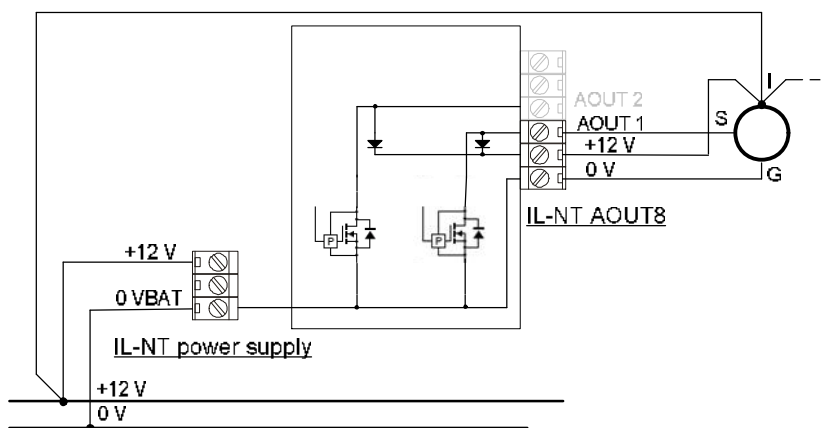 I
AOUT 2
S
AOUT 1
+12 V
0 V
G
IL-NT AOUT8
P
P
+12 V
0 VBAT
IL-NT power supply
+12 V
0 V